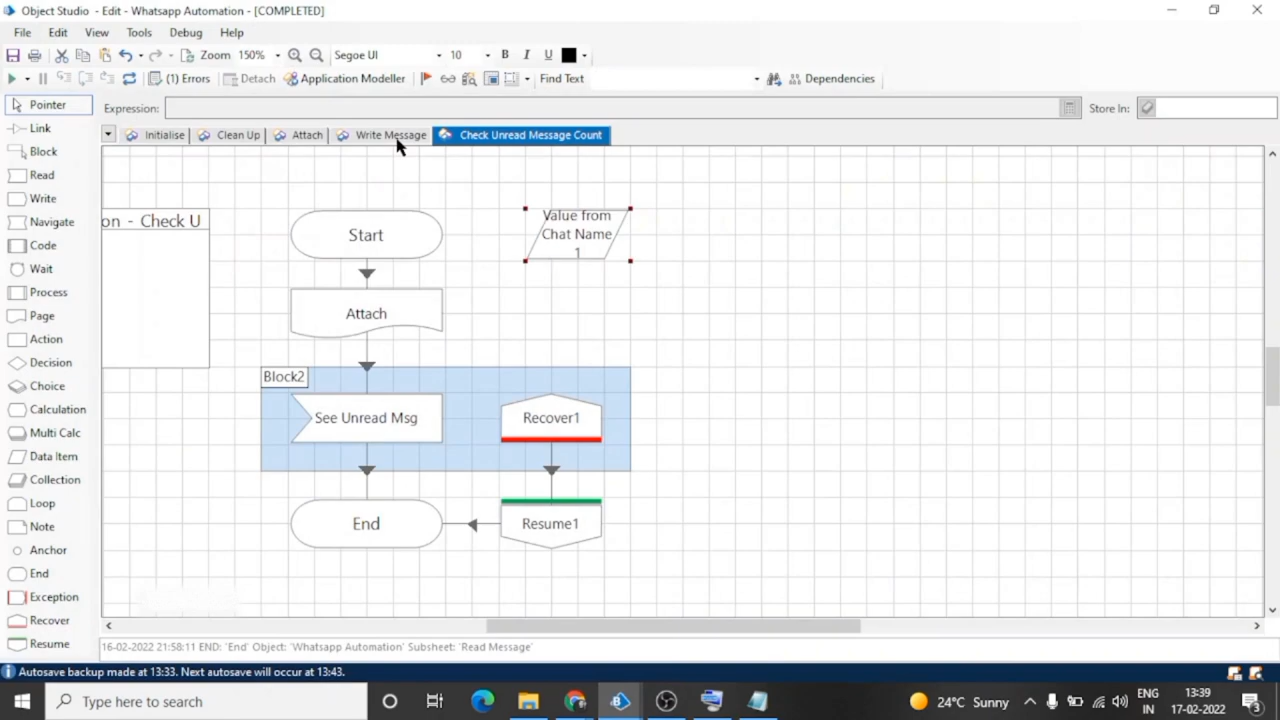 Object Studio - Edit - Whatsapp Automation - [COMPLETED]
File Edit View Tools Debug Help
Zoom 150% Segoe UI 10 B I U
(1) Errors Detach Application Modeller Find Text Dependencies
Pointer
Expression: Store In:
Link
Initialise Clean Up Attach Write Message Check Unread Message Count
Block
Read
Write
Navigate
Code
Wait
Process
Page
Action
Decision
Choice
Calculation
Multi Calc
Data Item
Collection
Loop
Note
Anchor
End
Exception
Recover
Resume
on - Check U
Start
Value from
Chat Name
1
Attach
Block2
See Unread Msg
Recover1
End
Resume1
16-02-2022 21:58:11 END: 'End' Object: 'Whatsapp Automation' Subsheet: 'Read Message'
Autosave backup made at 13:33. Next autosave will occur at 13:43.
Type here to search
24°C Sunny
ENG
IN
13:39
17-02-2022
3